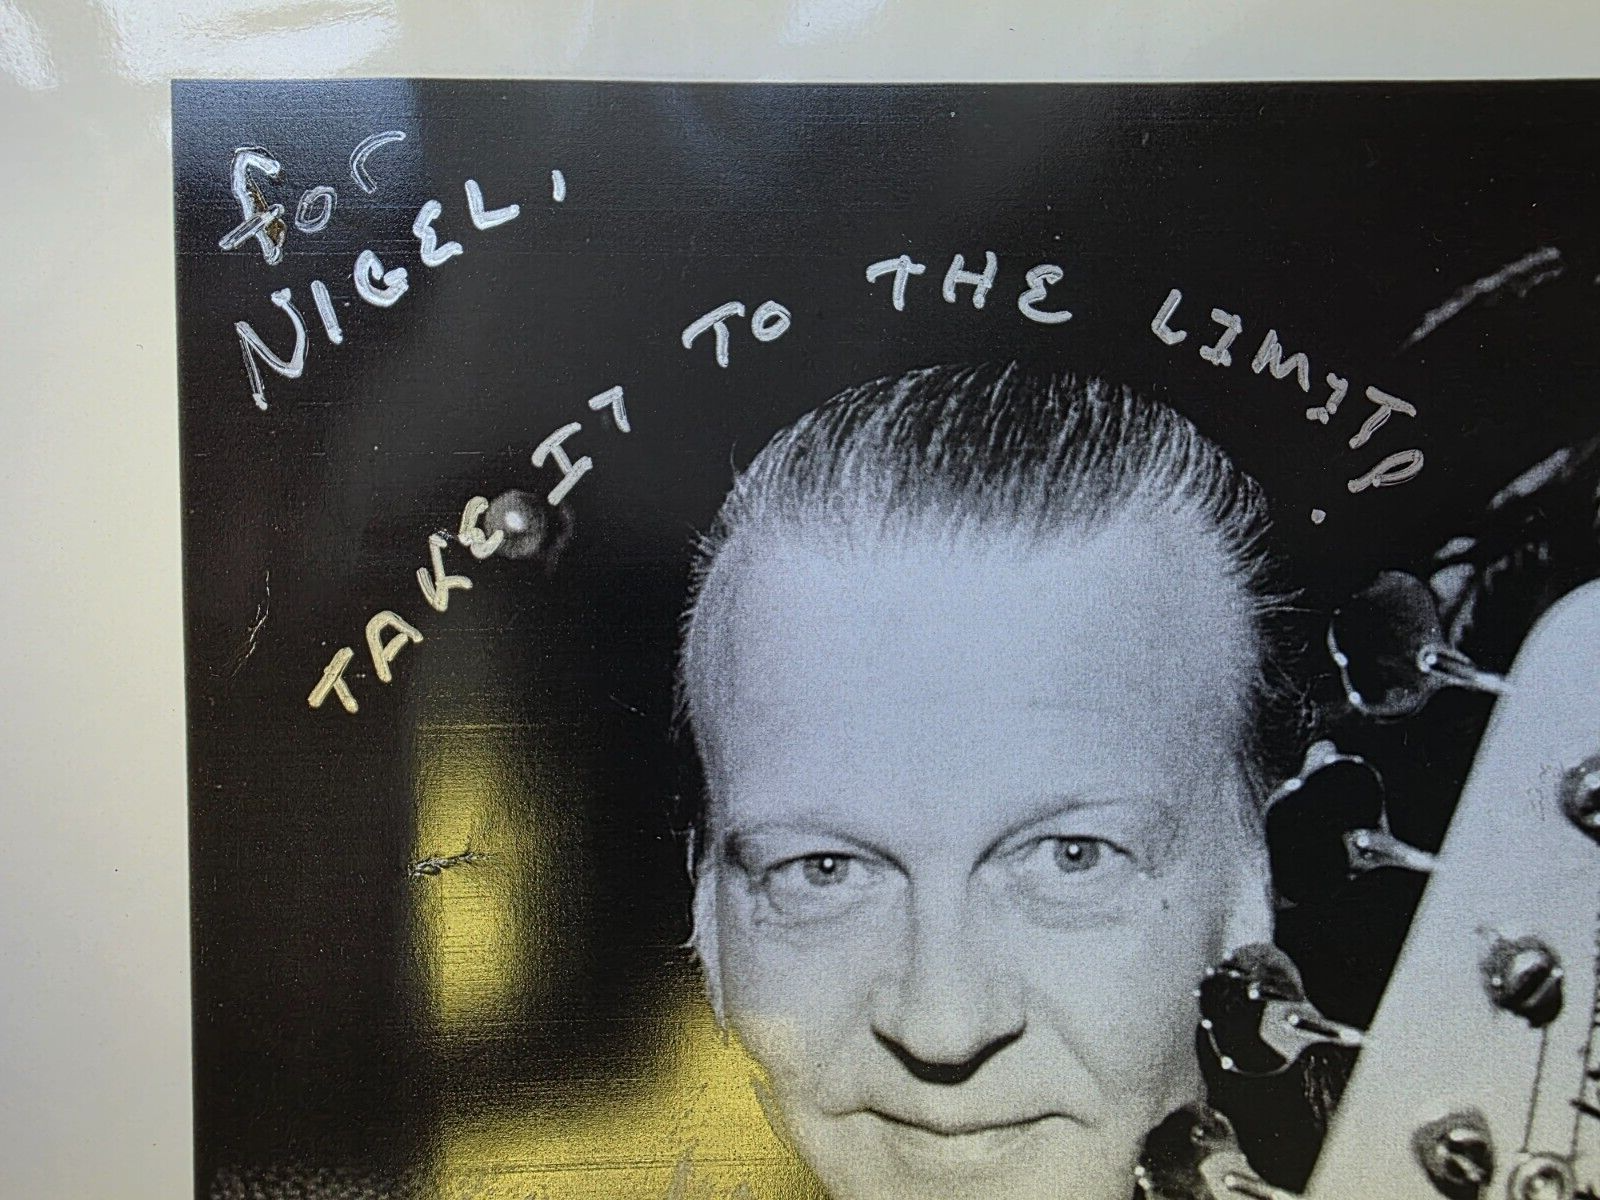 for
NIGEL,
TAKE IT TO THE LIMIT!